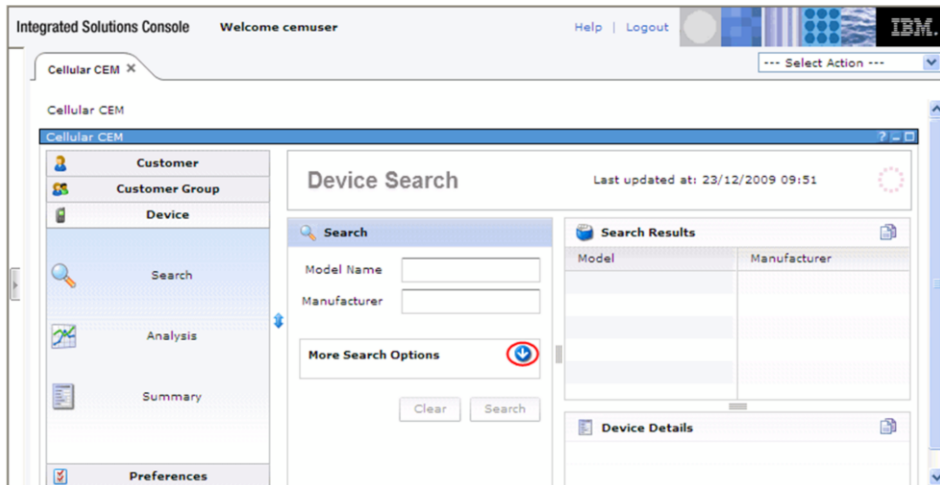 Integrated Solutions Console Welcome cemuser Help | Logout IBM.
Cellular CEM --- Select Action ---
Cellular CEM
Cellular CEM
Customer
Customer Group
Device
Search
Analysis
Summary
Preferences
Device Search Last updated at: 23/12/2009 09:51
Search
Model Name
Manufacturer
More Search Options
Clear Search
Search Results
Model Manufacturer
Device Details